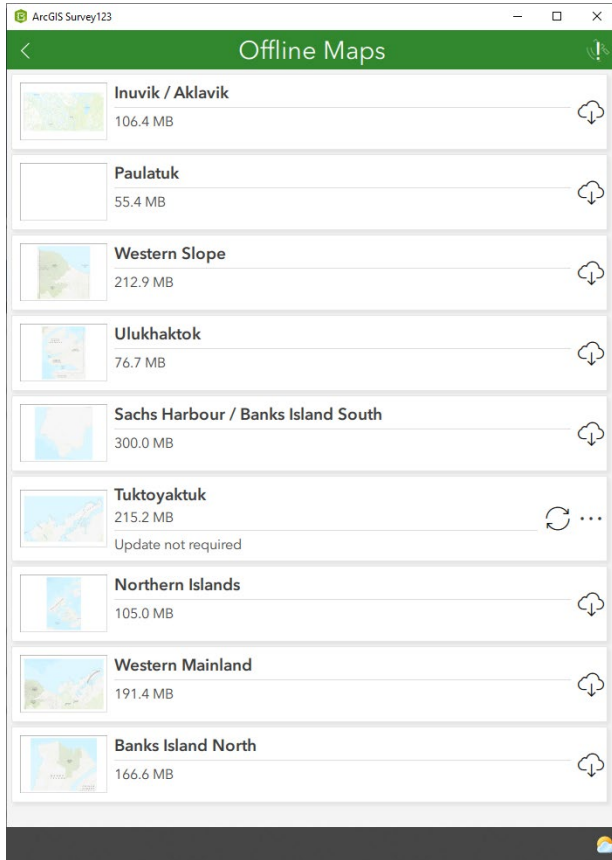 ArcGIS Survey123
Offline Maps
Inuvik / Aklavik
106.4 MB
Paulatuk
55.4 MB
Western Slope
212.9 MB
Ulukhaktok
76.7 MB
Sachs Harbour / Banks Island South
300.0 MB
Tuktoyaktuk
215.2 MB
Update not required
Northern Islands
105.0 MB
Western Mainland
191.4 MB
Banks Island North
166.6 MB